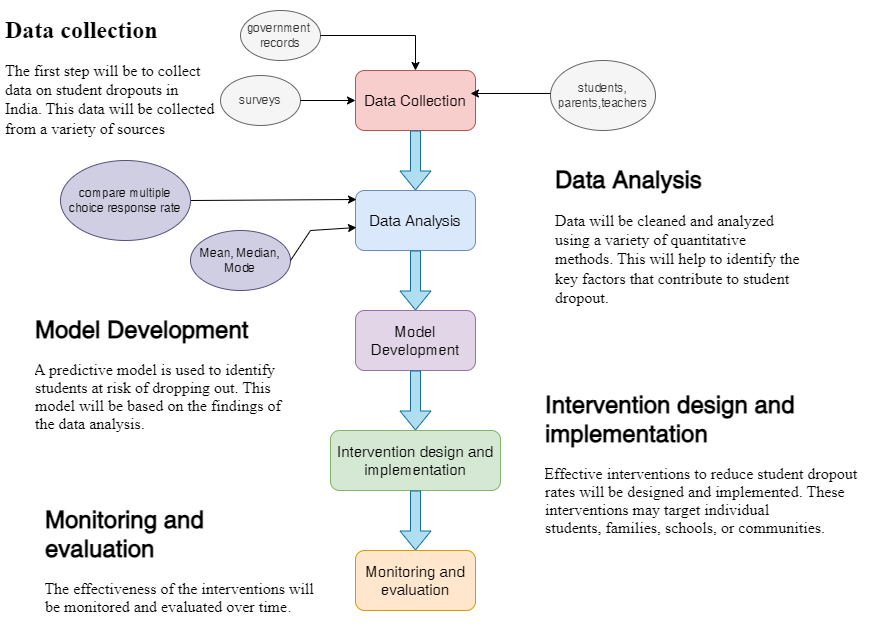 Data collection
The first step will be to collect
data on student dropouts in
India. This data will be collected
from a variety of sources
government
records
surveys
Data Collection
students,
parents,teachers
compare multiple
choice response rate
Mean, Median,
Mode
Data Analysis
Data Analysis
Data will be cleaned and analyzed
using a variety of quantitative
methods. This will help to identify the
key factors that contribute to student
dropout.
Model Development
A predictive model is used to identify
students at risk of dropping out. This
model will be based on the findings of
the data analysis.
Model
Development
Intervention design and
implementation
Intervention design and
implementation
Effective interventions to reduce student dropout
rates will be designed and implemented. These
interventions may target individual
students, families, schools, or communities.
Monitoring and
evaluation
The effectiveness of the interventions will
be monitored and evaluated over time.
Monitoring and
evaluation